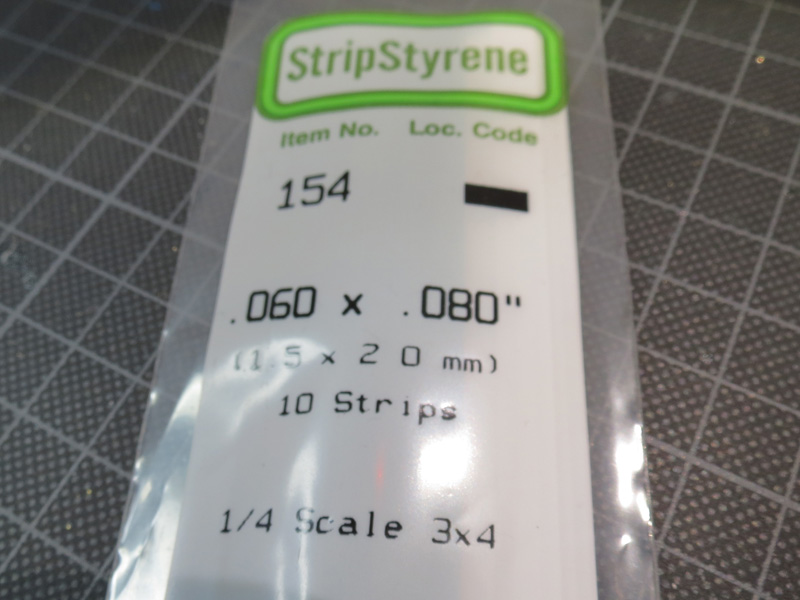 StripStyrene
Item No. Loc. Code
154
.060 x .080"
(1.5 x 2 0 mm)
10 Strips
1/4 Scale 3x4